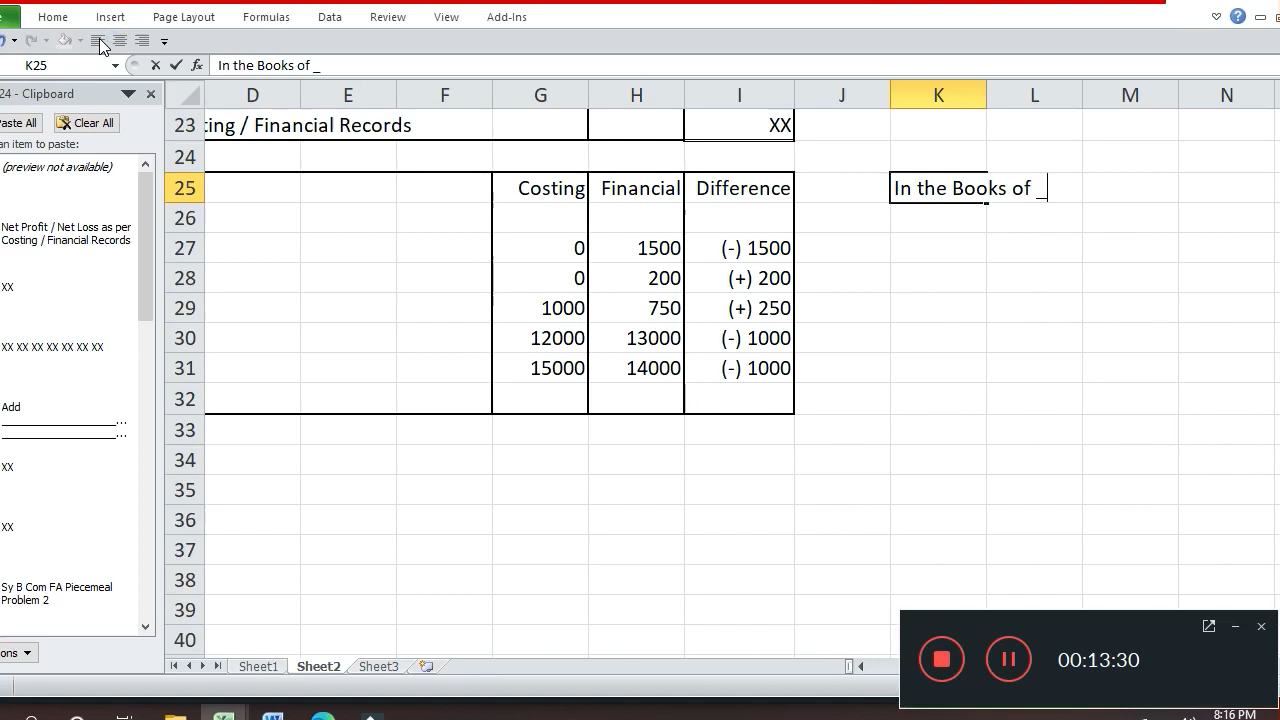 Home Insert Page Layout Formulas Data Review View Add-Ins
K25 fx In the Books of _
24 - Clipboard
Paste All Clear All
an item to paste:
(preview not available)
Net Profit / Net Loss as per
Costing / Financial Records
XX
XX XX XX XX XX XX XX
Add
_______________________...
_______________________...
XX
XX
Sy B Com FA Piecemeal
Problem 2
D E F G H I J K L M N
23 ting / Financial Records XX
24
25 Costing Financial Difference In the Books of _
26
27 0 1500 (-) 1500
28 0 200 (+) 200
29 1000 750 (+) 250
30 12000 13000 (-) 1000
31 15000 14000 (-) 1000
32
33
34
35
36
37
38
39
40
Sheet1 Sheet2 Sheet3
00:13:30
8:16 PM